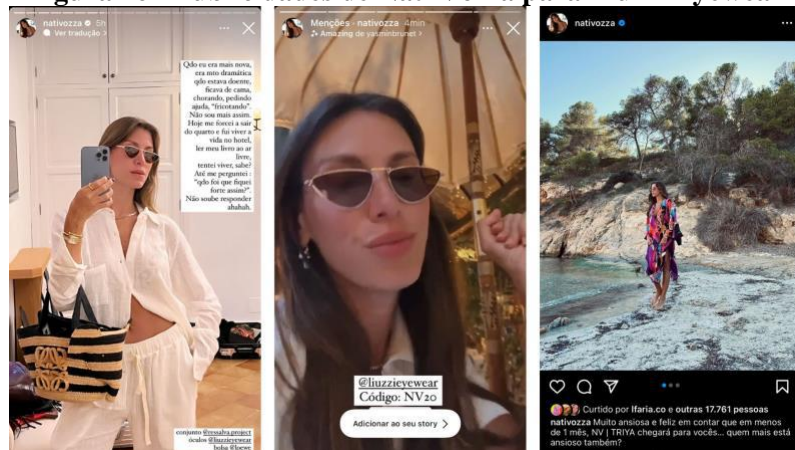 nativozza 6h
Ver tradução >
Qdo eu era mais nova,
era mto dramática
qdo estava doente,
ficava de cama,
chorando, pedindo
ajuda, "fricotando".
Não sou mais assim.
Hoje me forcei a sair
do quarto e fui viver a
vida no hotel,
ler meu livro ao ar
livre,
tentei viver, sabe?
Até me perguntei :
"qdo foi que fiquei
forte assim?".
Não soube responder
ahahah.
conjunto @ressalva.project
óculos @liuzzieyewear
bolsa @loewe
Menções · nativozza 4min
Amazing de yasminbrunet >
@liuzzieyewear
Código: NV20
Adicionar ao seu story >
nativozza
Curtido por lfaria.co e outras 17.761 pessoas
nativozza Muito ansiosa e feliz em contar que em menos
de 1 mês, NV | TRIYA chegará para vocês... quem mais está
ansioso também?